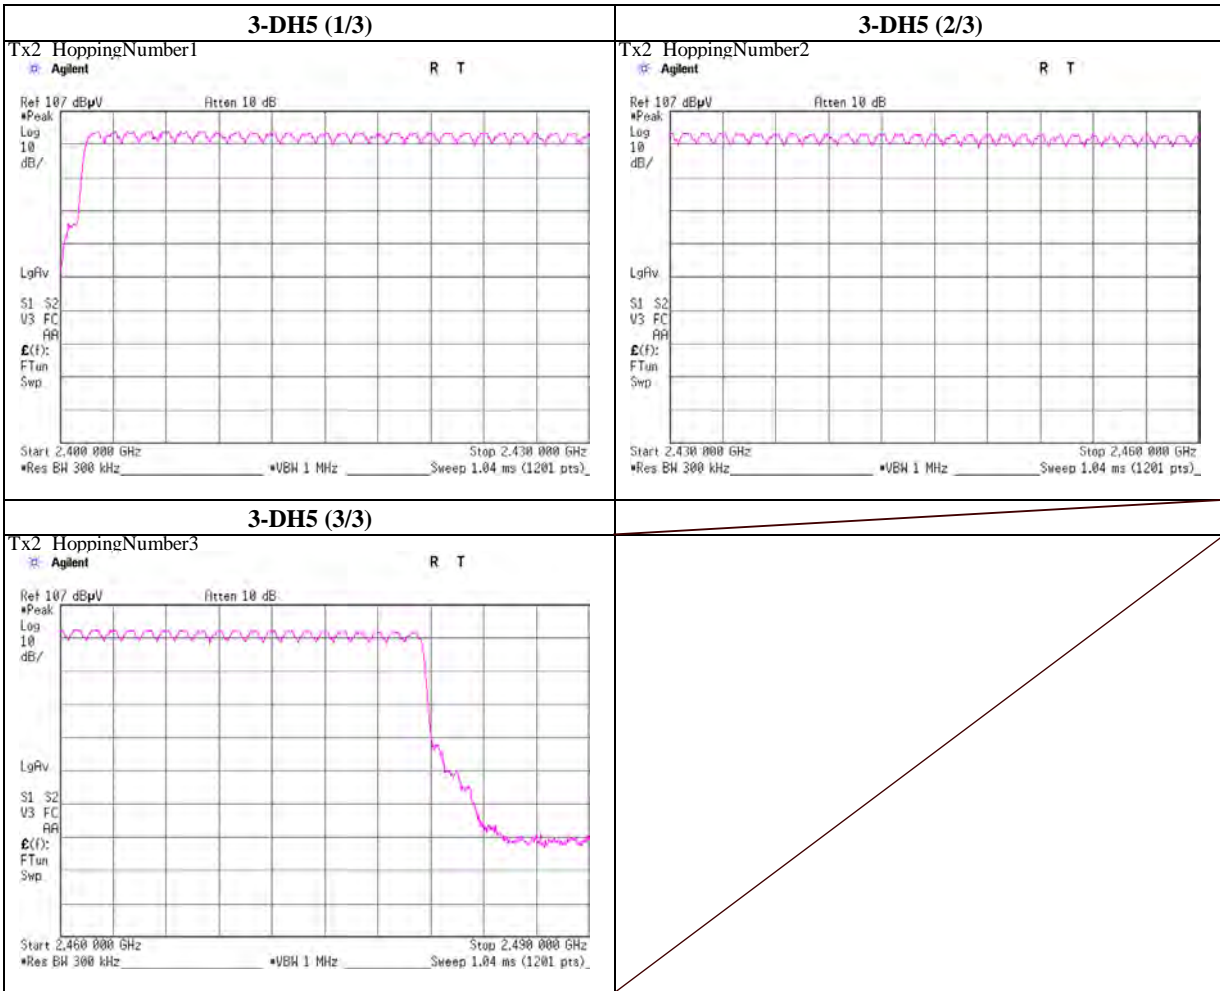 3-DH5 (1/3)
3-DH5 (2/3)
Tx2 HoppingNumber1
Agilent
R T
Ref 107 dBµV
Atten 10 dB
*Peak
Log
10
dB/
LgAv
S1 S2
V3 FC
AA
£(f):
FTun
Swp
Start 2.400 000 GHz
Stop 2.430 000 GHz
*Res BW 300 kHz
*VBW 1 MHz
Sweep 1.04 ms (1201 pts)
Tx2 HoppingNumber2
Agilent
R T
Ref 107 dBµV
Atten 10 dB
*Peak
Log
10
dB/
LgAv
S1 S2
V3 FC
AA
£(f):
FTun
Swp
Start 2.430 000 GHz
Stop 2.460 000 GHz
*Res BW 300 kHz
*VBW 1 MHz
Sweep 1.04 ms (1201 pts)
3-DH5 (3/3)
Tx2 HoppingNumber3
Agilent
R T
Ref 107 dBµV
Atten 10 dB
*Peak
Log
10
dB/
LgAv
S1 S2
V3 FC
AA
£(f):
FTun
Swp
Start 2.460 000 GHz
Stop 2.490 000 GHz
*Res BW 300 kHz
*VBW 1 MHz
Sweep 1.04 ms (1201 pts)